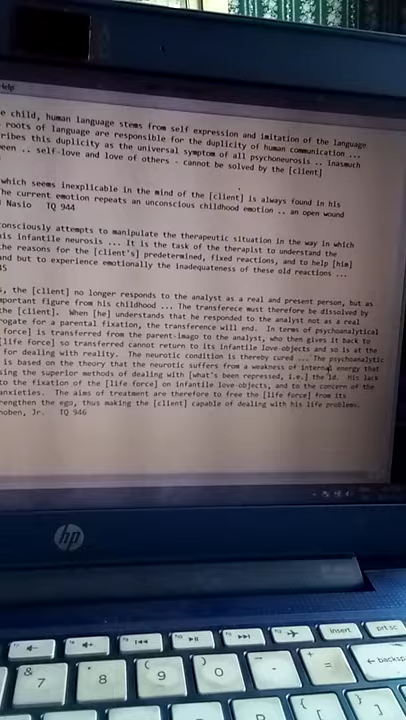 Help
e child, human language stems from self expression and imitation of the language
roots of language are responsible for the duplicity of human communication ...
ribes this duplicity as the universal symptom of all psychoneurosis .. inasmuch
een .. self-love and love of others - cannot be solved by the [client]
which seems inexplicable in the mind of the [client] is always found in his
The current emotion repeats an unconscious childhood emotion .. an open wound
Nasio TQ 944
consciously attempts to manipulate the therapeutic situation in the way in which
is infantile neurosis ... It is the task of the therapist to understand the
he reasons for the [client's] predetermined, fixed reactions, and to help [him]
and but to experience emotionally the inadequateness of these old reactions ...
45
s, the [client] no longer responds to the analyst as a real and present person, but as
portant figure from his childhood ... The transferee must therefore be dissolved by
the [client]. When [he] understands that he responded to the analyst not as a real
ogate for a parental fixation, the transference will end. In terms of psychoanalytical
force] is transferred from the parent-imago to the analyst, who then gives it back to
[life force] so transferred cannot return to its infantile love-objects and so is at the
for dealing with reality. The neurotic condition is thereby cured ... The psychoanalytic
is based on the theory that the neurotic suffers from a weakness of internal energy that
sing the superior methods of dealing with [what's been repressed, i.e.] the id. His lack
to the fixation of the [life force] on infantile love-objects, and to the concern of the
anxieties. The aims of treatment are therefore to free the [life force] from its
rengthen the ego, thus making the [client] capable of dealing with his life problems.
hoben, Jr. TQ 946
hp
insert
prt sc
& 7
* 8
( 9
) 0
-
+ =
← backsp
{ [